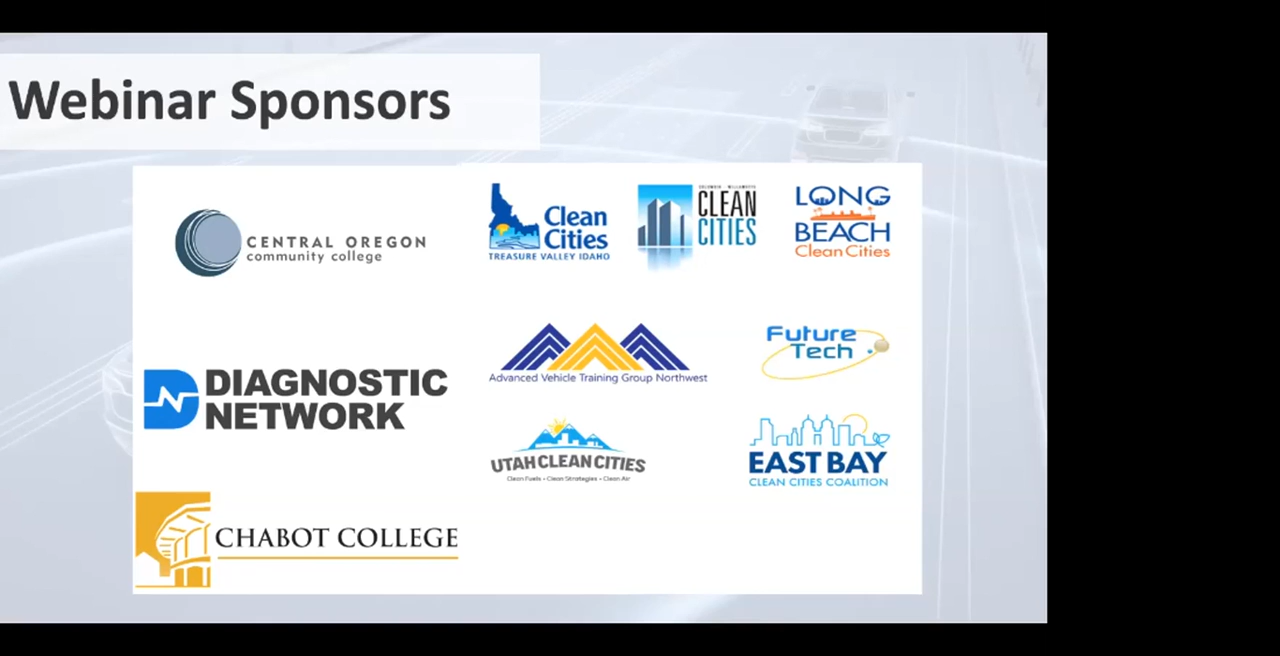 Webinar Sponsors
CENTRAL OREGON
community college
Clean
Cities
TREASURE VALLEY IDAHO
COLUMBIA - WILLAMETTE
CLEAN
CITIES
LONG
BEACH
Clean Cities
DIAGNOSTIC
NETWORK
Advanced Vehicle Training Group Northwest
Future
Tech
UTAH CLEAN CITIES
Clean Fuels • Clean Strategies • Clean Air
EAST BAY
CLEAN CITIES COALITION
CHABOT COLLEGE